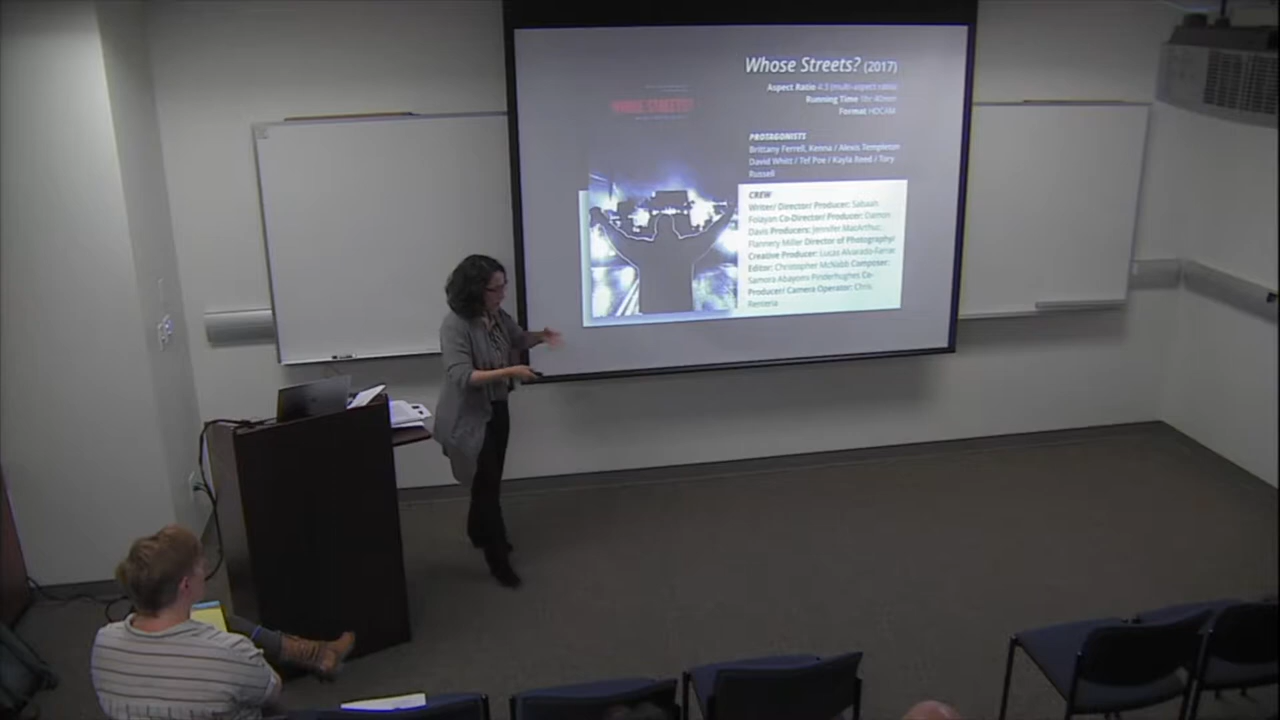 Whose Streets? (2017)
Aspect Ratio 4:3 (multi-aspect ratio)
Running Time 1hr 40min
Format HDCAM
WHOSE STREETS?
PROTAGONISTS
Brittany Ferrell, Kenna / Alexis Templeton
David Whitt / Tef Poe / Kayla Reed / Tory
Russell
CREW
Writer/ Director/ Producer: Sabaah
Folayan Co-Director/ Producer: Damon
Davis Producers: Jennifer MacArthur,
Flannery Miller Director of Photography/
Creative Producer: Lucas Alvarado-Farrar
Editor: Christopher McNabb Composer:
Samora Abayomi Pinderhughes Co-
Producer/ Camera Operator: Chris
Renteria